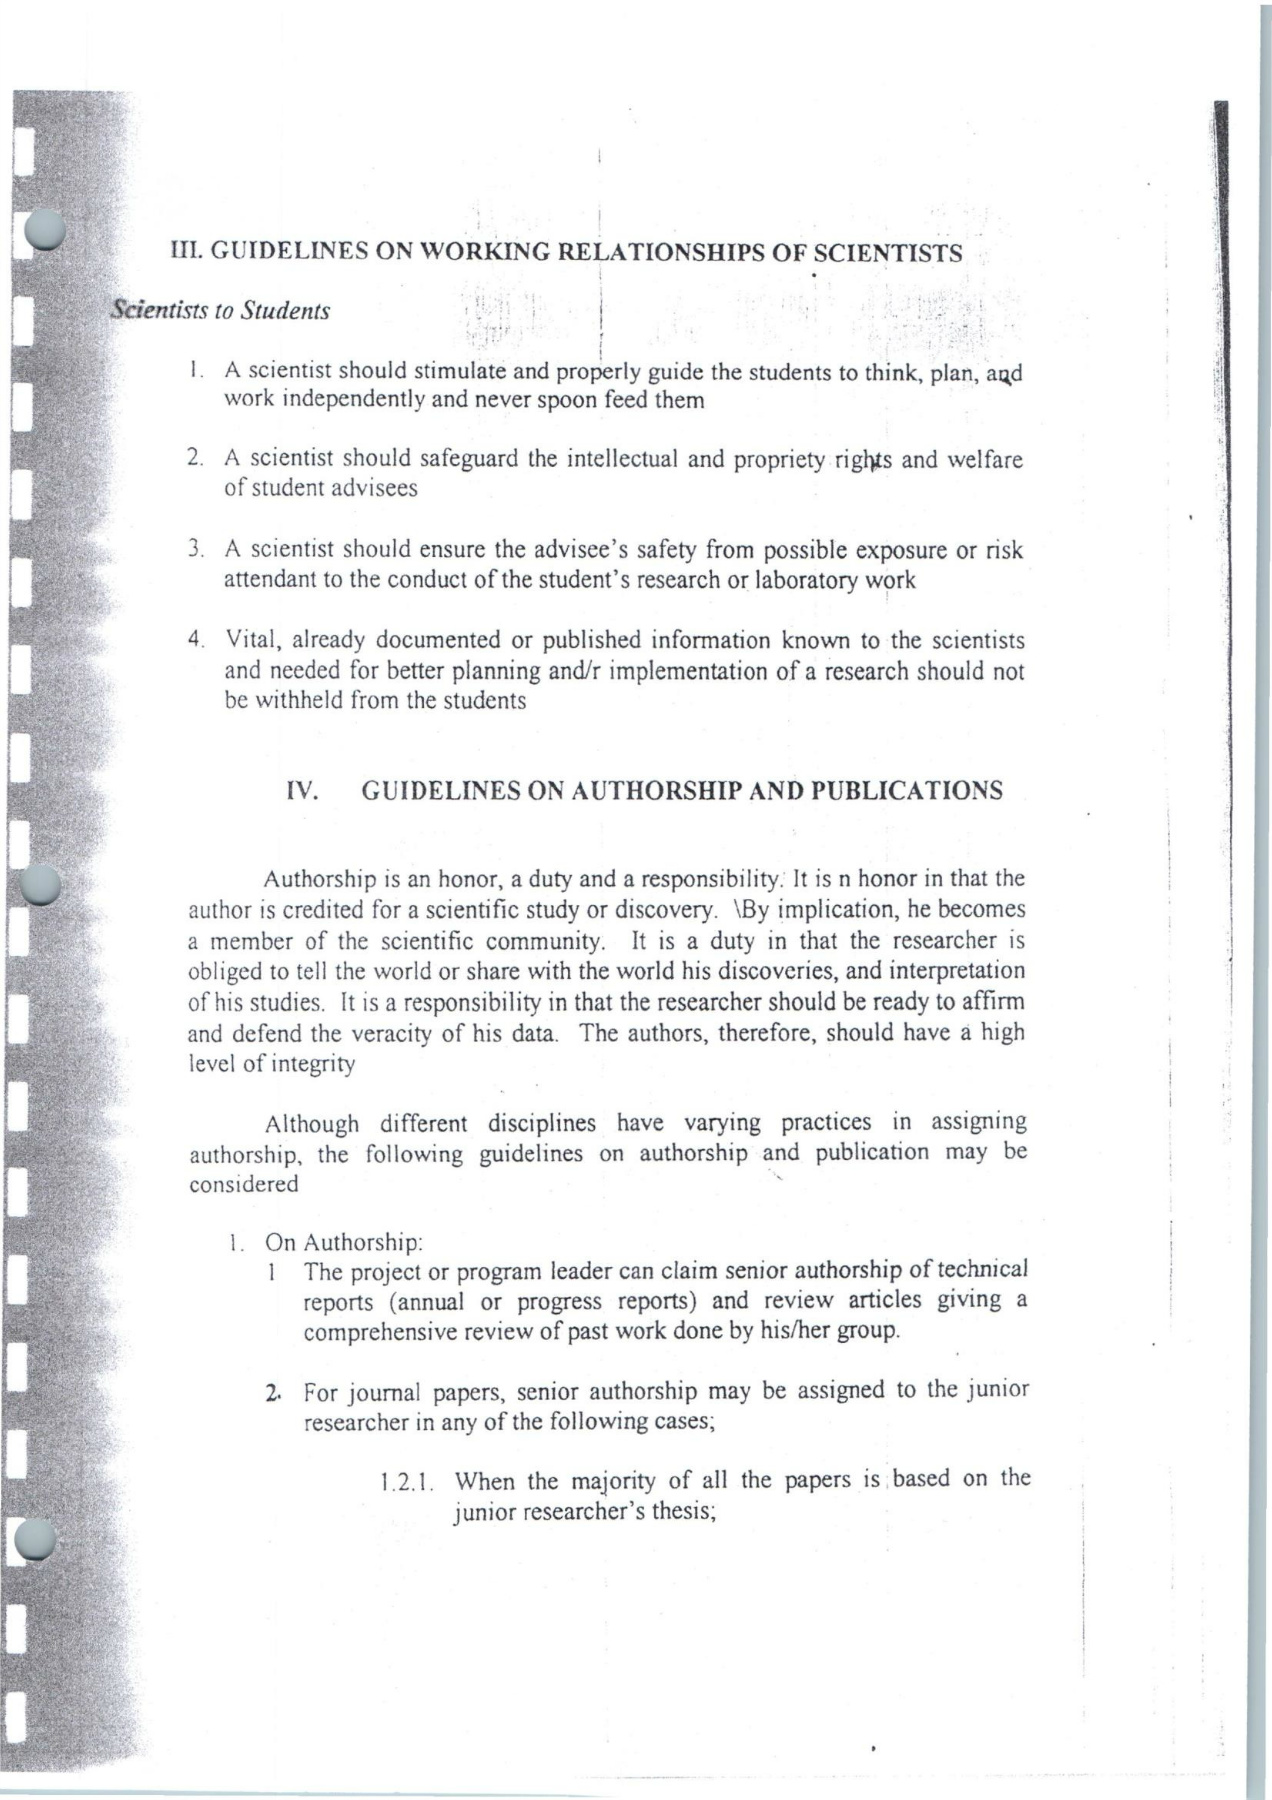 III. GUIDELINES ON WORKING RELATIONSHIPS OF SCIENTISTS
Scientists to Students
1. A scientist should stimulate and properly guide the students to think, plan, and
work independently and never spoon feed them
2. A scientist should safeguard the intellectual and propriety rights and welfare
of student advisees
3. A scientist should ensure the advisee's safety from possible exposure or risk
attendant to the conduct of the student's research or laboratory work
4. Vital, already documented or published information known to the scientists
and needed for better planning and/r implementation of a research should not
be withheld from the students
IV. GUIDELINES ON AUTHORSHIP AND PUBLICATIONS
Authorship is an honor, a duty and a responsibility. It is n honor in that the
author is credited for a scientific study or discovery. \By implication, he becomes
a member of the scientific community. It is a duty in that the researcher is
obliged to tell the world or share with the world his discoveries, and interpretation
of his studies. It is a responsibility in that the researcher should be ready to affirm
and defend the veracity of his data. The authors, therefore, should have a high
level of integrity
Although different disciplines have varying practices in assigning
authorship, the following guidelines on authorship and publication may be
considered
1. On Authorship:
1 The project or program leader can claim senior authorship of technical
reports (annual or progress reports) and review articles giving a
comprehensive review of past work done by his/her group.
2. For journal papers, senior authorship may be assigned to the junior
researcher in any of the following cases;
1.2.1. When the majority of all the papers is based on the
junior researcher's thesis;